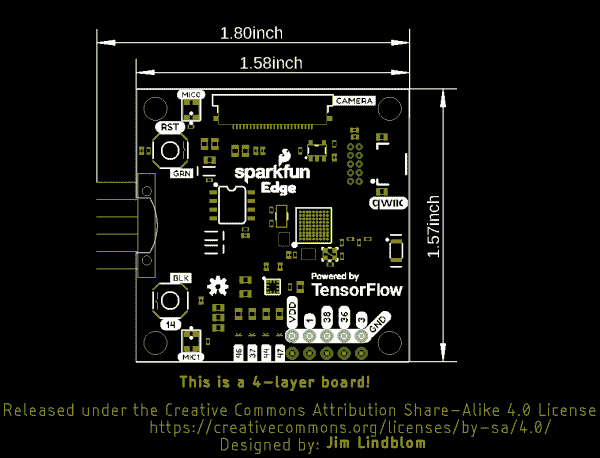 1.80inch
1.58inch
MIC0
CAMERA
RST
GRN
sparkfun
Edge
qwiic
1.57inch
BLK
Powered by
TensorFlow
14
VDD
1
38
36
3
GND
MIC1
46
37
44
47
This is a 4-layer board!
Released under the Creative Commons Attribution Share-Alike 4.0 License
https://creativecommons.org/licenses/by-sa/4.0/
Designed by: Jim Lindblom